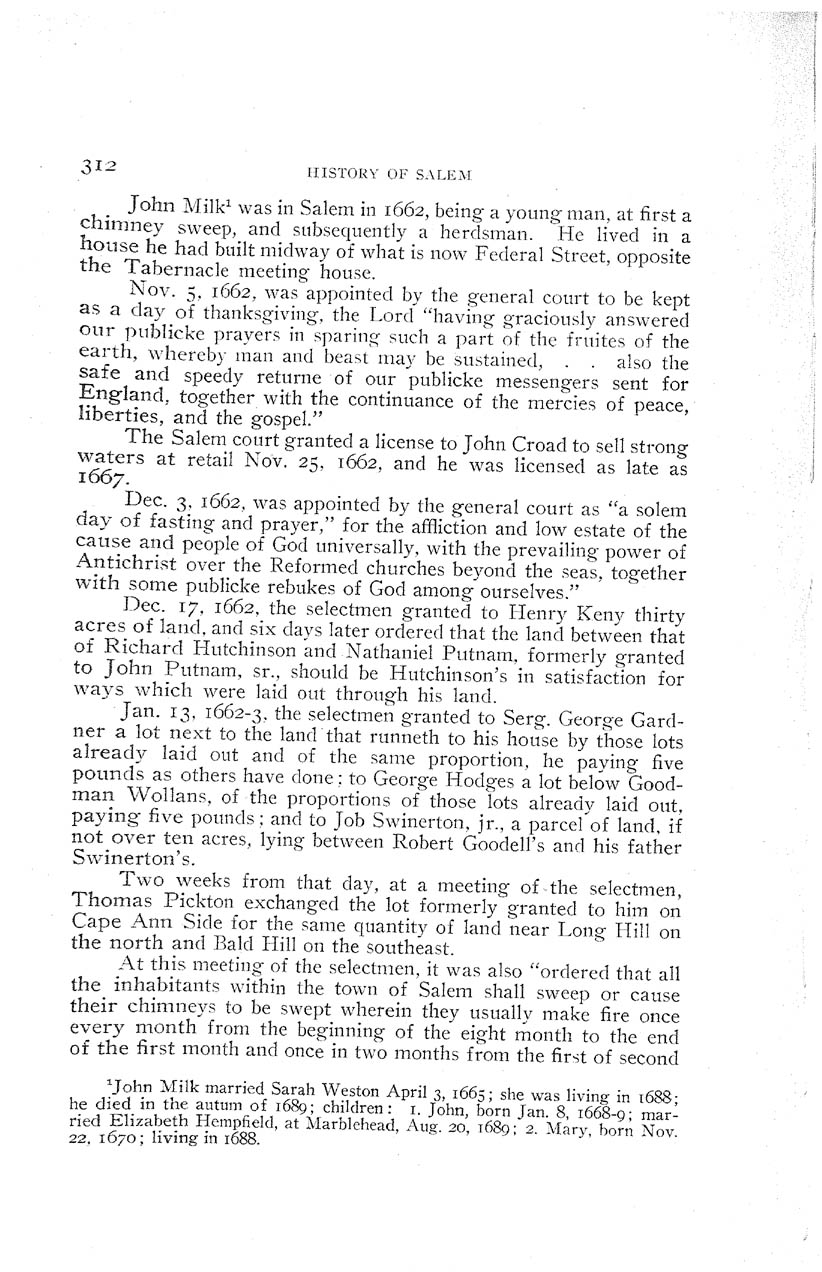 312
HISTORY OF SALEM
John Milk¹ was in Salem in 1662, being a young man, at first a
chimney sweep, and subsequently a herdsman. He lived in a
house he had built midway of what is now Federal Street, opposite
the Tabernacle meeting house.
Nov. 5, 1662, was appointed by the general court to be kept
as a day of thanksgiving, the Lord "having graciously answered
our publicke prayers in sparing such a part of the fruites of the
earth, whereby man and beast may be sustained, . . also the
safe and speedy returne of our publicke messengers sent for
England, together with the continuance of the mercies of peace,
liberties, and the gospel."
The Salem court granted a license to John Croad to sell strong
waters at retail Nov. 25, 1662, and he was licensed as late as
1667.
Dec. 3, 1662, was appointed by the general court as "a solem
day of fasting and prayer," for the affliction and low estate of the
cause and people of God universally, with the prevailing power of
Antichrist over the Reformed churches beyond the seas, together
with some publicke rebukes of God among ourselves."
Dec. 17, 1662, the selectmen granted to Henry Keny thirty
acres of land, and six days later ordered that the land between that
of Richard Hutchinson and Nathaniel Putnam, formerly granted
to John Putnam, sr., should be Hutchinson's in satisfaction for
ways which were laid out through his land.
Jan. 13, 1662-3, the selectmen granted to Serg. George Gard-
ner a lot next to the land that runneth to his house by those lots
already laid out and of the same proportion, he paying five
pounds as others have done; to George Hodges a lot below Good-
man Wollans, of the proportions of those lots already laid out,
paying five pounds; and to Job Swinerton, jr., a parcel of land, if
not over ten acres, lying between Robert Goodell's and his father
Swinerton's.
Two weeks from that day, at a meeting of the selectmen,
Thomas Pickton exchanged the lot formerly granted to him on
Cape Ann Side for the same quantity of land near Long Hill on
the north and Bald Hill on the southeast.
At this meeting of the selectmen, it was also "ordered that all
the inhabitants within the town of Salem shall sweep or cause
their chimneys to be swept wherein they usually make fire once
every month from the beginning of the eight month to the end
of the first month and once in two months from the first of second
¹John Milk married Sarah Weston April 3, 1665; she was living in 1688;
he died in the autum of 1689; children: 1. John, born Jan. 8, 1668-9; mar-
ried Elizabeth Hempfield, at Marblehead, Aug. 20, 1689; 2. Mary, born Nov.
22, 1670; living in 1688.